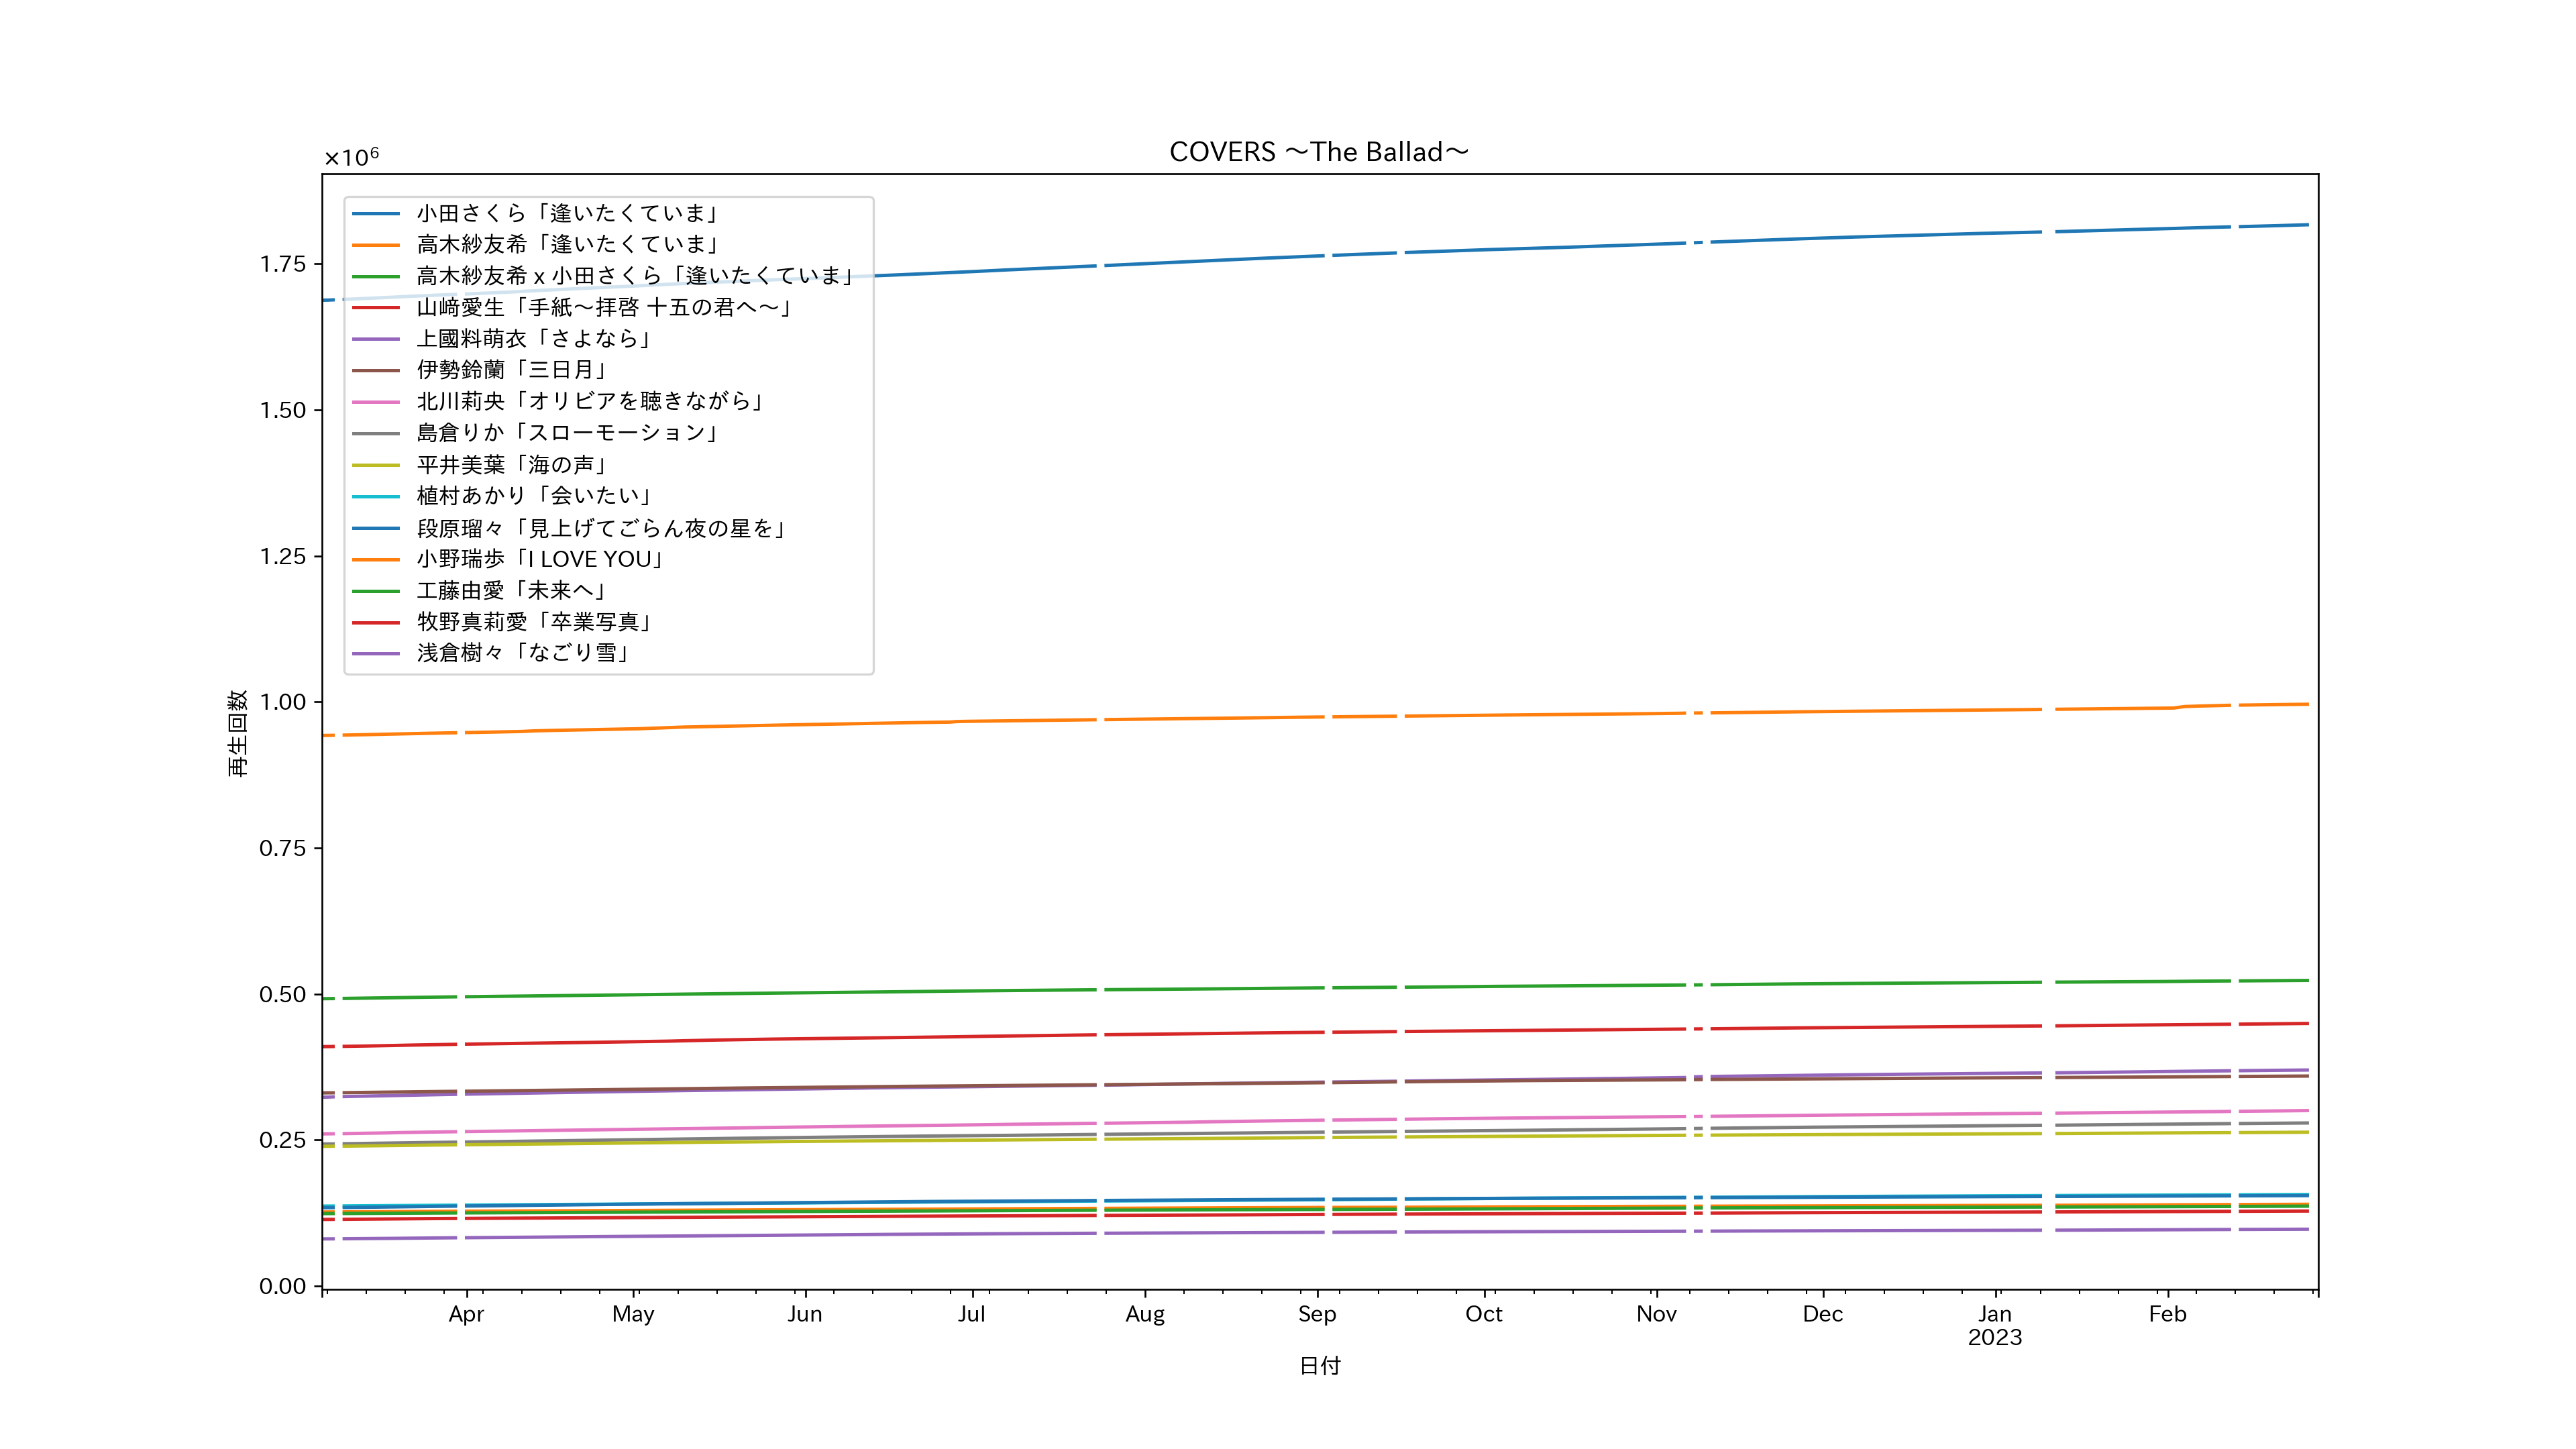 COVERS ～The Ballad～
×10⁶
小田さくら「逢いたくていま」
高木紗友希「逢いたくていま」
高木紗友希 x 小田さくら「逢いたくていま」
山﨑愛生「手紙～拝啓 十五の君へ～」
上國料萌衣「さよなら」
伊勢鈴蘭「三日月」
北川莉央「オリビアを聴きながら」
島倉りか「スローモーション」
平井美葉「海の声」
植村あかり「会いたい」
段原瑠々「見上げてごらん夜の星を」
小野瑞歩「I LOVE YOU」
工藤由愛「未来へ」
牧野真莉愛「卒業写真」
浅倉樹々「なごり雪」
1.75
1.50
1.25
1.00
0.75
0.50
0.25
0.00
再生回数
Apr May Jun Jul Aug Sep Oct Nov Dec Jan Feb
2023
日付